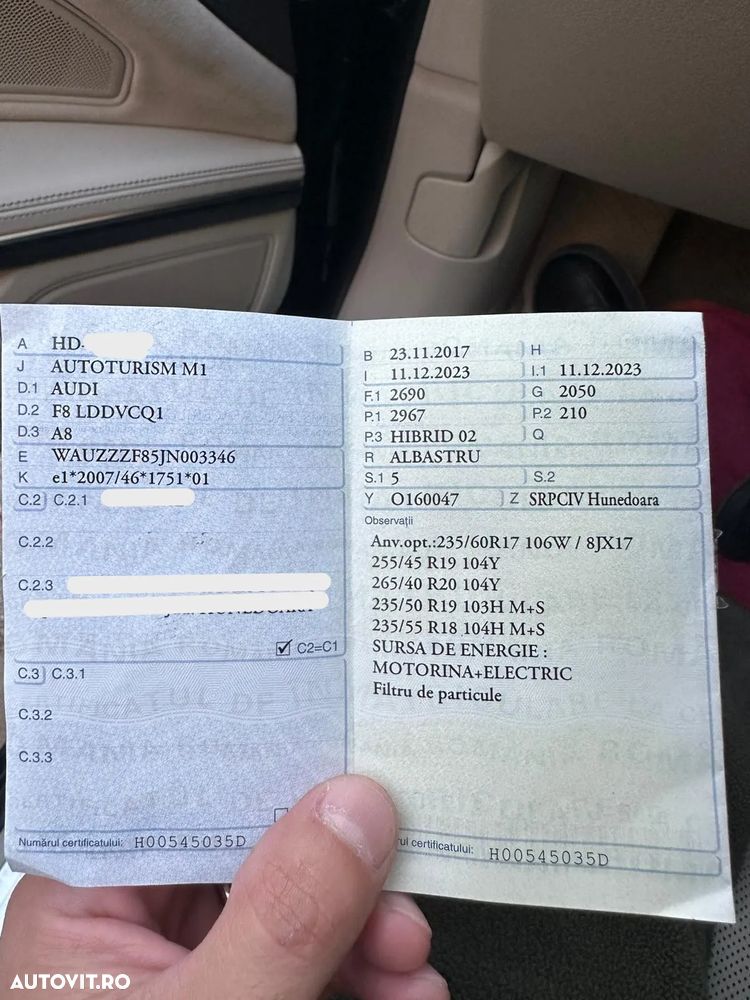 A HD-
J AUTOTURISM M1
D.1 AUDI
D.2 F8 LDDVCQ1
D.3 A8
E WAUZZZF85JN003346
K e1*2007/46*1751*01
C.2 C.2.1
C.2.2
C.2.3
C2=C1
C.3 C.3.1
C.3.2
C.3.3
Numărul certificatului: H00545035D
B 23.11.2017 H
I 11.12.2023 I.1 11.12.2023
F.1 2690 G 2050
P.1 2967 P.2 210
P.3 HIBRID 02 Q
R ALBASTRU
S.1 5 S.2
Y O160047 Z SRPCIV Hunedoara
Observații
Anv.opt.:235/60R17 106W / 8JX17
255/45 R19 104Y
265/40 R20 104Y
235/50 R19 103H M+S
235/55 R18 104H M+S
SURSA DE ENERGIE :
MOTORINA+ELECTRIC
Filtru de particule
certificatului: H00545035D
AUTOVIT.RO